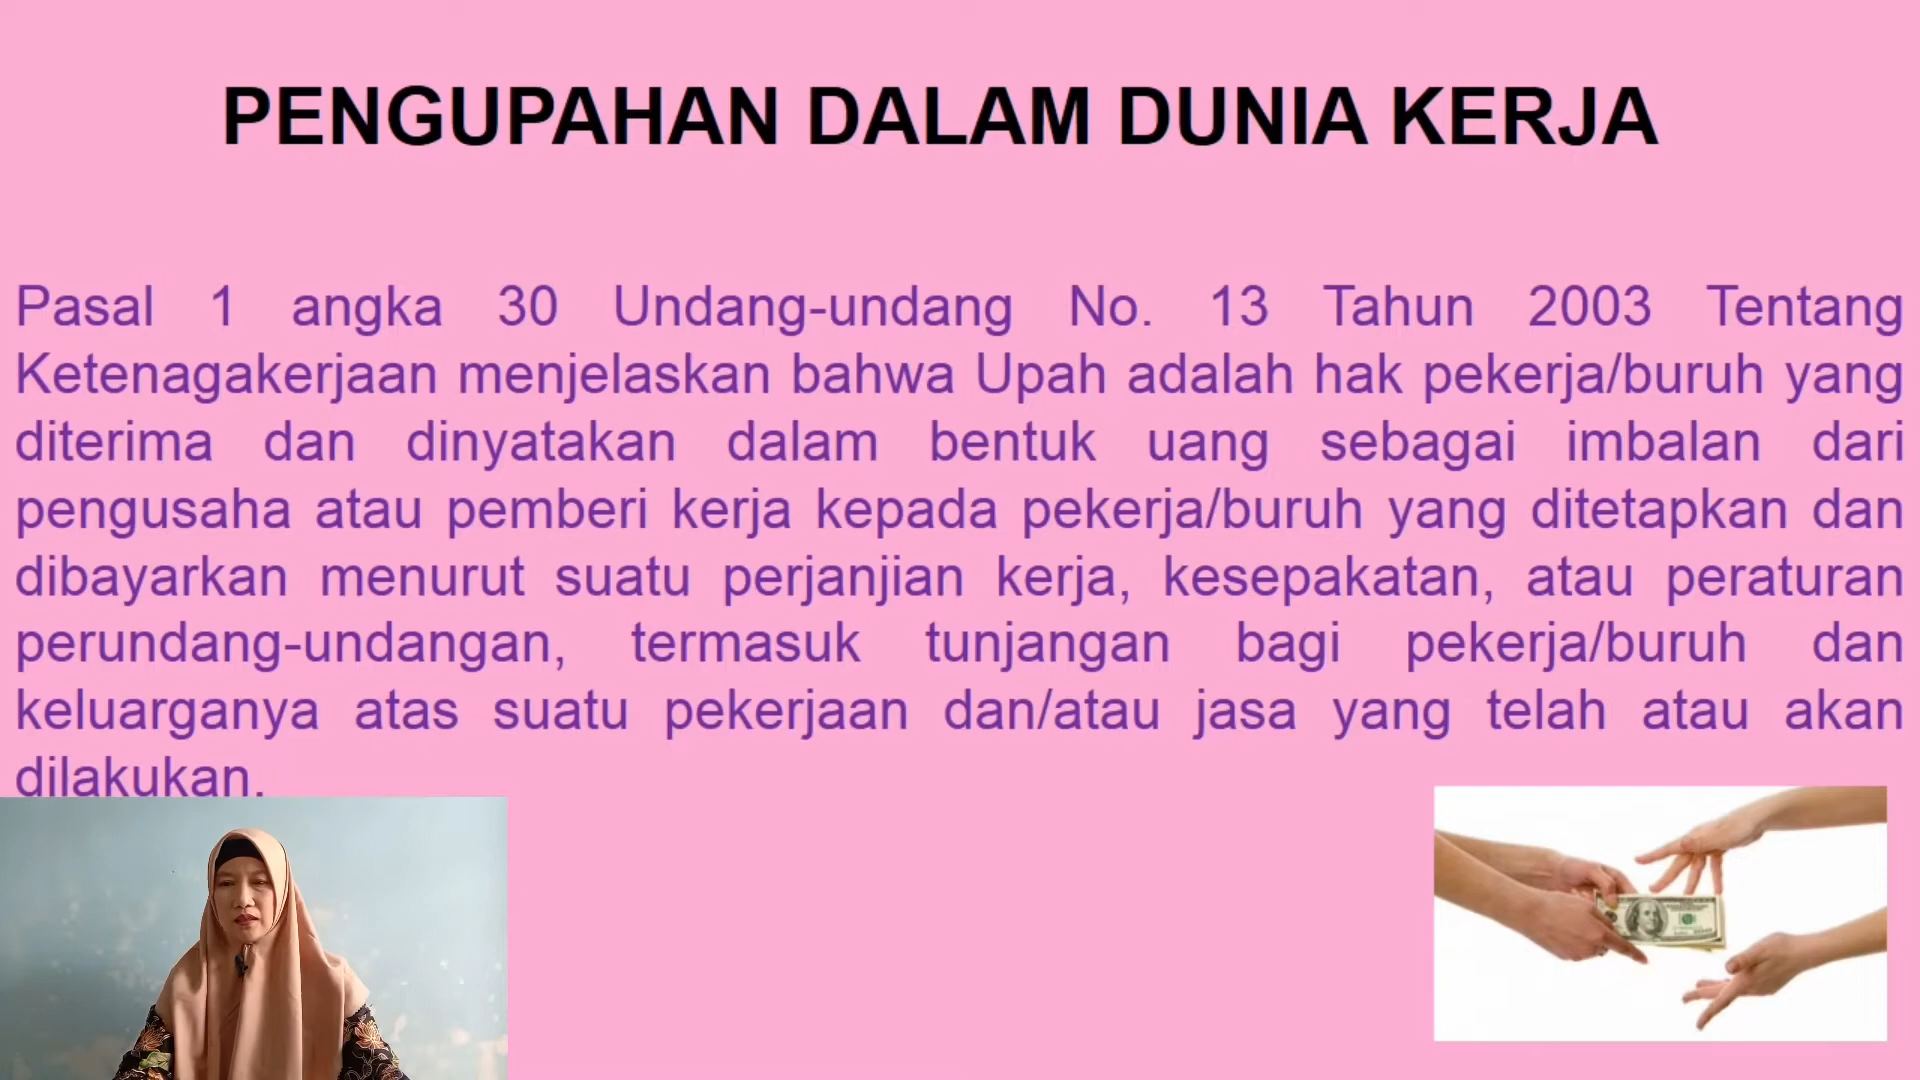 PENGUPAHAN DALAM DUNIA KERJA
Pasal 1 angka 30 Undang-undang No. 13 Tahun 2003 Tentang
Ketenagakerjaan menjelaskan bahwa Upah adalah hak pekerja/buruh yang
diterima dan dinyatakan dalam bentuk uang sebagai imbalan dari
pengusaha atau pemberi kerja kepada pekerja/buruh yang ditetapkan dan
dibayarkan menurut suatu perjanjian kerja, kesepakatan, atau peraturan
perundang-undangan, termasuk tunjangan bagi pekerja/buruh dan
keluarganya atas suatu pekerjaan dan/atau jasa yang telah atau akan
dilakukan.